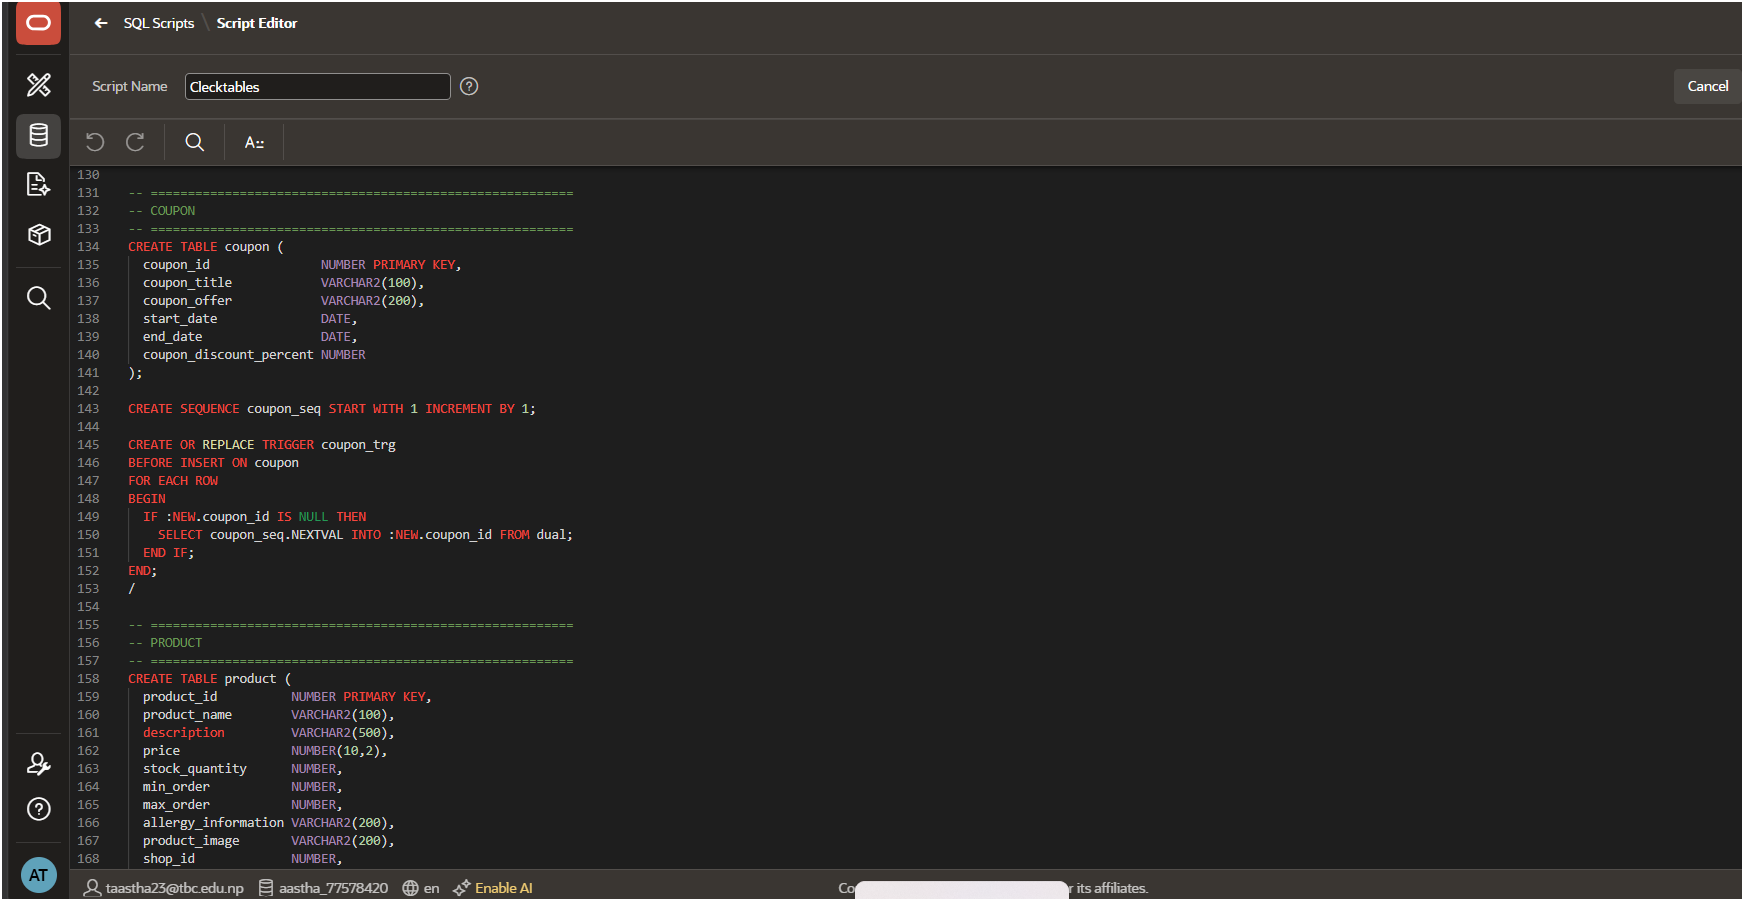 SQL Scripts \ Script Editor
Script Name Clecktables ? Cancel
A::
130
131 -- =========================================================
132 -- COUPON
133 -- =========================================================
134 CREATE TABLE coupon (
135 coupon_id NUMBER PRIMARY KEY,
136 coupon_title VARCHAR2(100),
137 coupon_offer VARCHAR2(200),
138 start_date DATE,
139 end_date DATE,
140 coupon_discount_percent NUMBER
141 );
142
143 CREATE SEQUENCE coupon_seq START WITH 1 INCREMENT BY 1;
144
145 CREATE OR REPLACE TRIGGER coupon_trg
146 BEFORE INSERT ON coupon
147 FOR EACH ROW
148 BEGIN
149 IF :NEW.coupon_id IS NULL THEN
150 SELECT coupon_seq.NEXTVAL INTO :NEW.coupon_id FROM dual;
151 END IF;
152 END;
153 /
154
155 -- =========================================================
156 -- PRODUCT
157 -- =========================================================
158 CREATE TABLE product (
159 product_id NUMBER PRIMARY KEY,
160 product_name VARCHAR2(100),
161 description VARCHAR2(500),
162 price NUMBER(10,2),
163 stock_quantity NUMBER,
164 min_order NUMBER,
165 max_order NUMBER,
166 allergy_information VARCHAR2(200),
167 product_image VARCHAR2(200),
168 shop_id NUMBER,
AT
taastha23@tbc.edu.np aastha_77578420 en Enable AI Co r its affiliates.